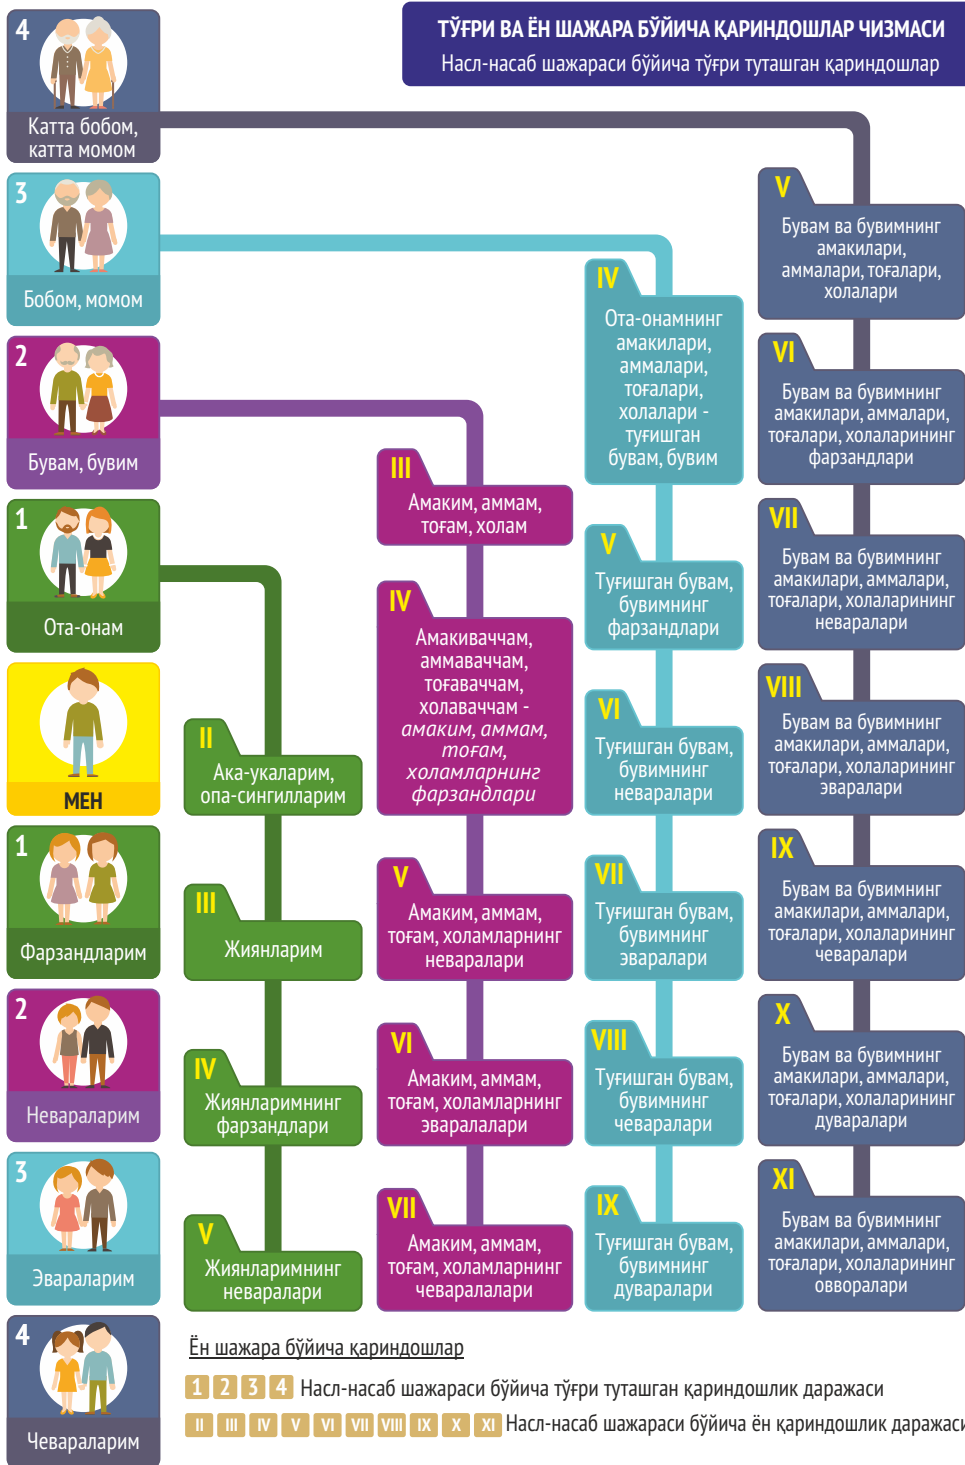 ТЎҒРИ ВА ЁН ШАЖАРА БЎЙИЧА ҚАРИНДОШЛАР ЧИЗМАСИ
Насл-насаб шажараси бўйича тўғри туташган қариндошлар
4
Катта бобом,
катта момом
3
Бобом, момом
2
Бувам, бувим
1
Ота-онам
МЕН
1
Фарзандларим
2
Невараларим
3
Эвараларим
4
Чевараларим
II
Ака-укаларим,
опа-сингилларим
III
Жиянларим
IV
Жиянларимнинг
фарзандлари
V
Жиянларимнинг
неваралари
III
Амаким, аммам,
тоғам, холам
IV
Амакиваччам,
аммаваччам,
тоғаваччам,
холаваччам -
амаким, аммам,
тоғам,
холамларнинг
фарзандлари
V
Амаким, аммам,
тоғам, холамларнинг
неваралари
VI
Амаким, аммам,
тоғам, холамларнинг
эваралалари
VII
Амаким, аммам,
тоғам, холамларнинг
чеваралалари
IV
Ота-онамнинг
амакилари,
аммалари,
тоғалари,
холалари -
туғишган
бувам, бувим
V
Туғишган бувам,
бувимнинг
фарзандлари
VI
Туғишган бувам,
бувимнинг
неваралари
VII
Туғишган бувам,
бувимнинг
эваралари
VIII
Туғишган бувам,
бувимнинг
чеваралари
IX
Туғишган бувам,
бувимнинг
дуваралари
V
Бувам ва бувимнинг
амакилари,
аммалари, тоғалари,
холалари
VI
Бувам ва бувимнинг
амакилари, аммалари,
тоғалари, холаларининг
фарзандлари
VII
Бувам ва бувимнинг
амакилари, аммалари,
тоғалари, холаларининг
неваралари
VIII
Бувам ва бувимнинг
амакилари, аммалари,
тоғалари, холаларининг
эваралари
IX
Бувам ва бувимнинг
амакилари, аммалари,
тоғалари, холаларининг
чеваралари
X
Бувам ва бувимнинг
амакилари, аммалари,
тоғалари, холаларининг
дуваралари
XI
Бувам ва бувимнинг
амакилари, аммалари,
тоғалари, холаларининг
овворалари
Ён шажара бўйича қариндошлар
1 2 3 4 Насл-насаб шажараси бўйича тўғри туташган қариндошлик даражаси
II III IV V VI VII VIII IX X XI Насл-насаб шажараси бўйича ён қариндошлик даражаси